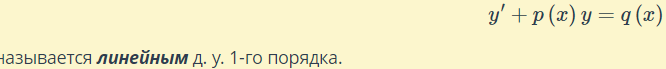 y′ + p (x) y = q (x)
называется линейным д. у. 1-го порядка.